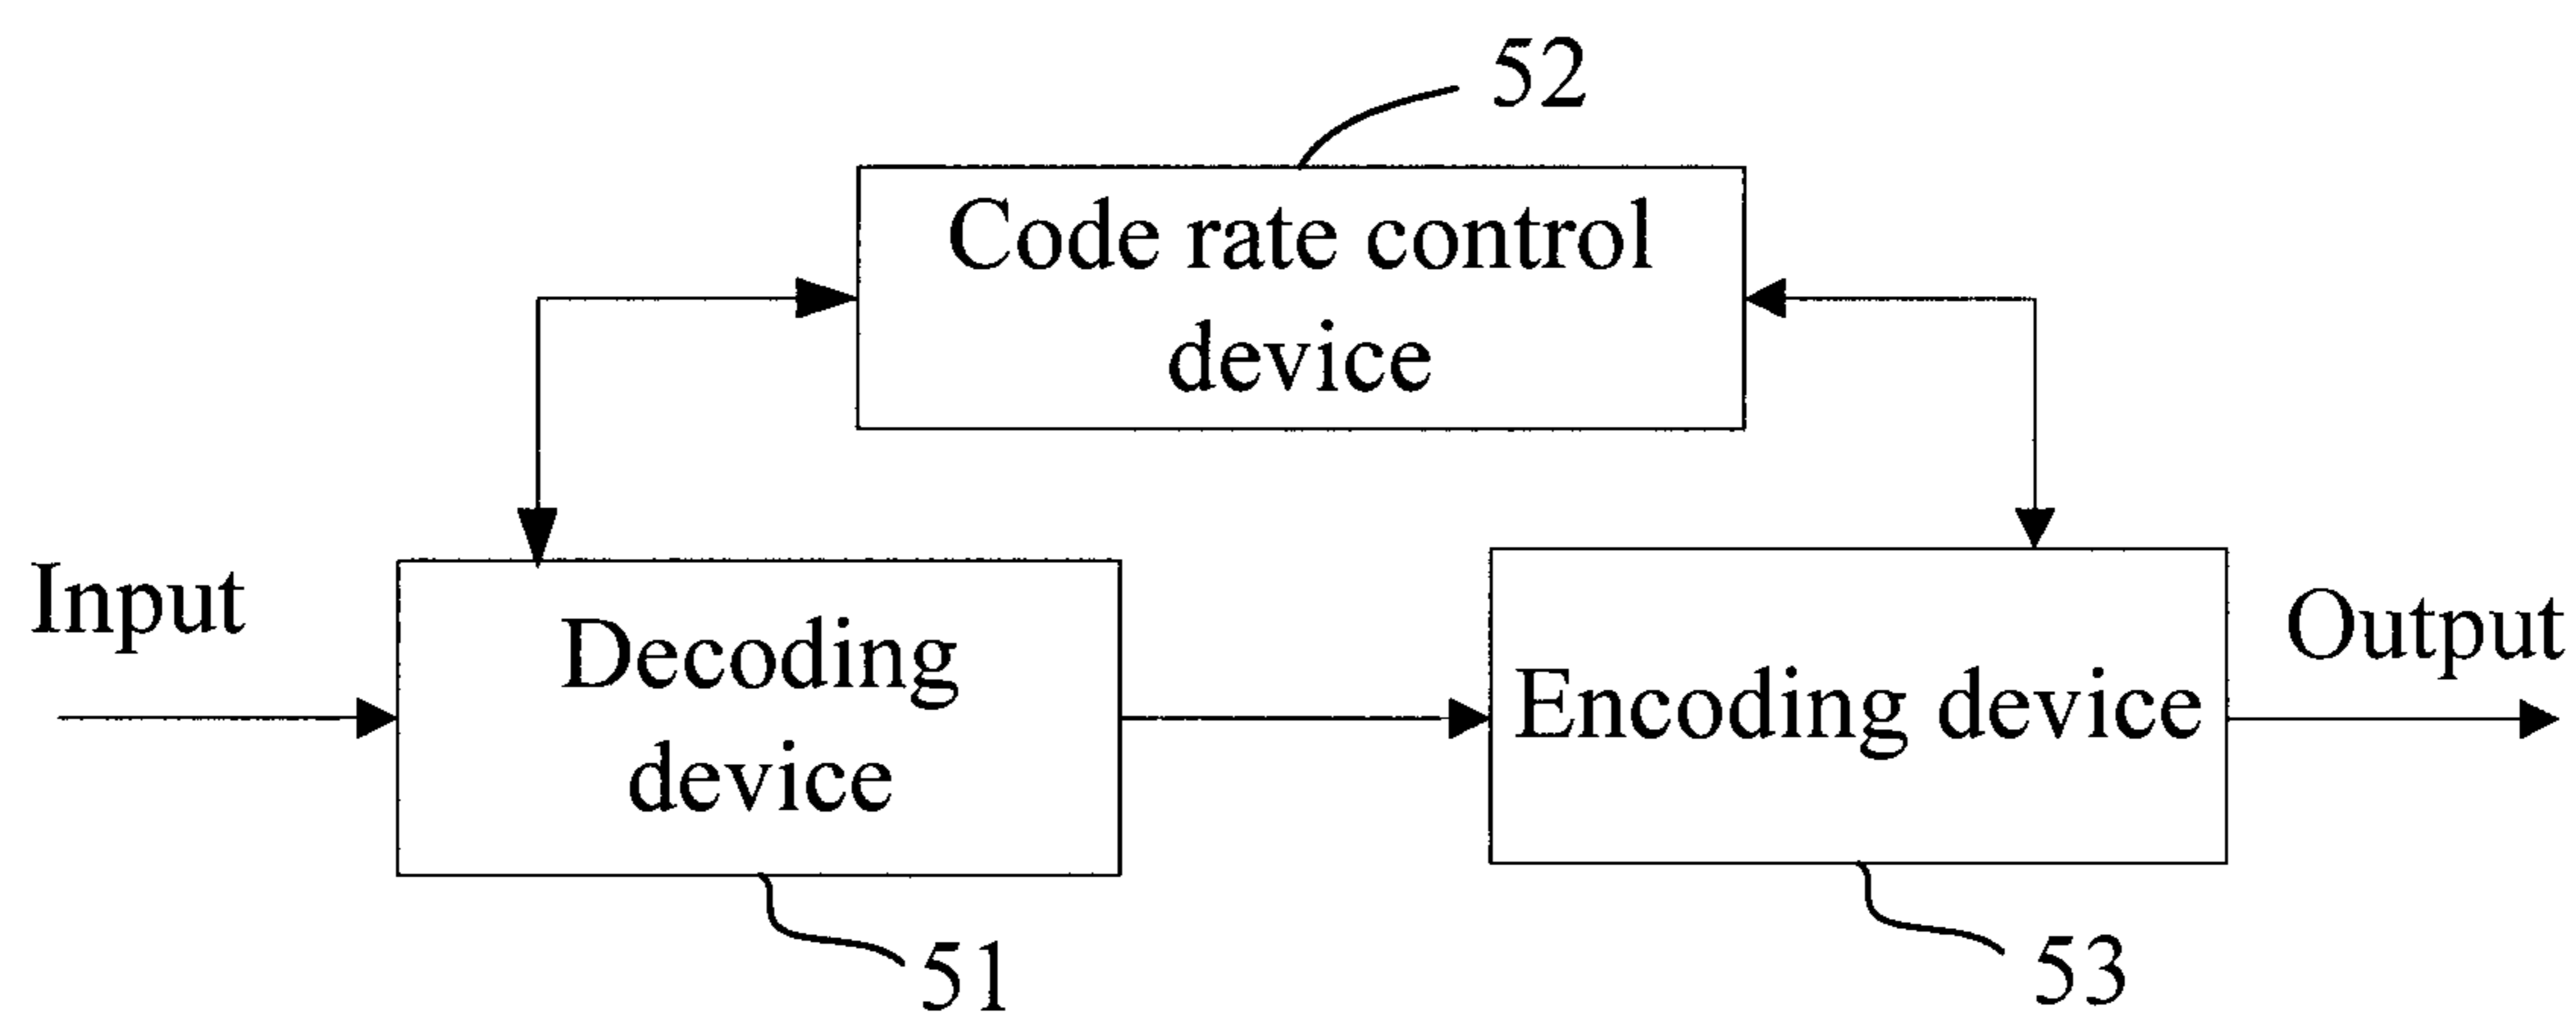 52
Code rate control
device
Input
Decoding
device
Encoding device
Output
51
53